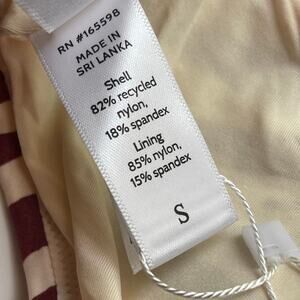 RN #165598
MADE IN
SRI LANKA
Shell
82% recycled
nylon,
18% spandex
Lining
85% nylon,
15% spandex
S